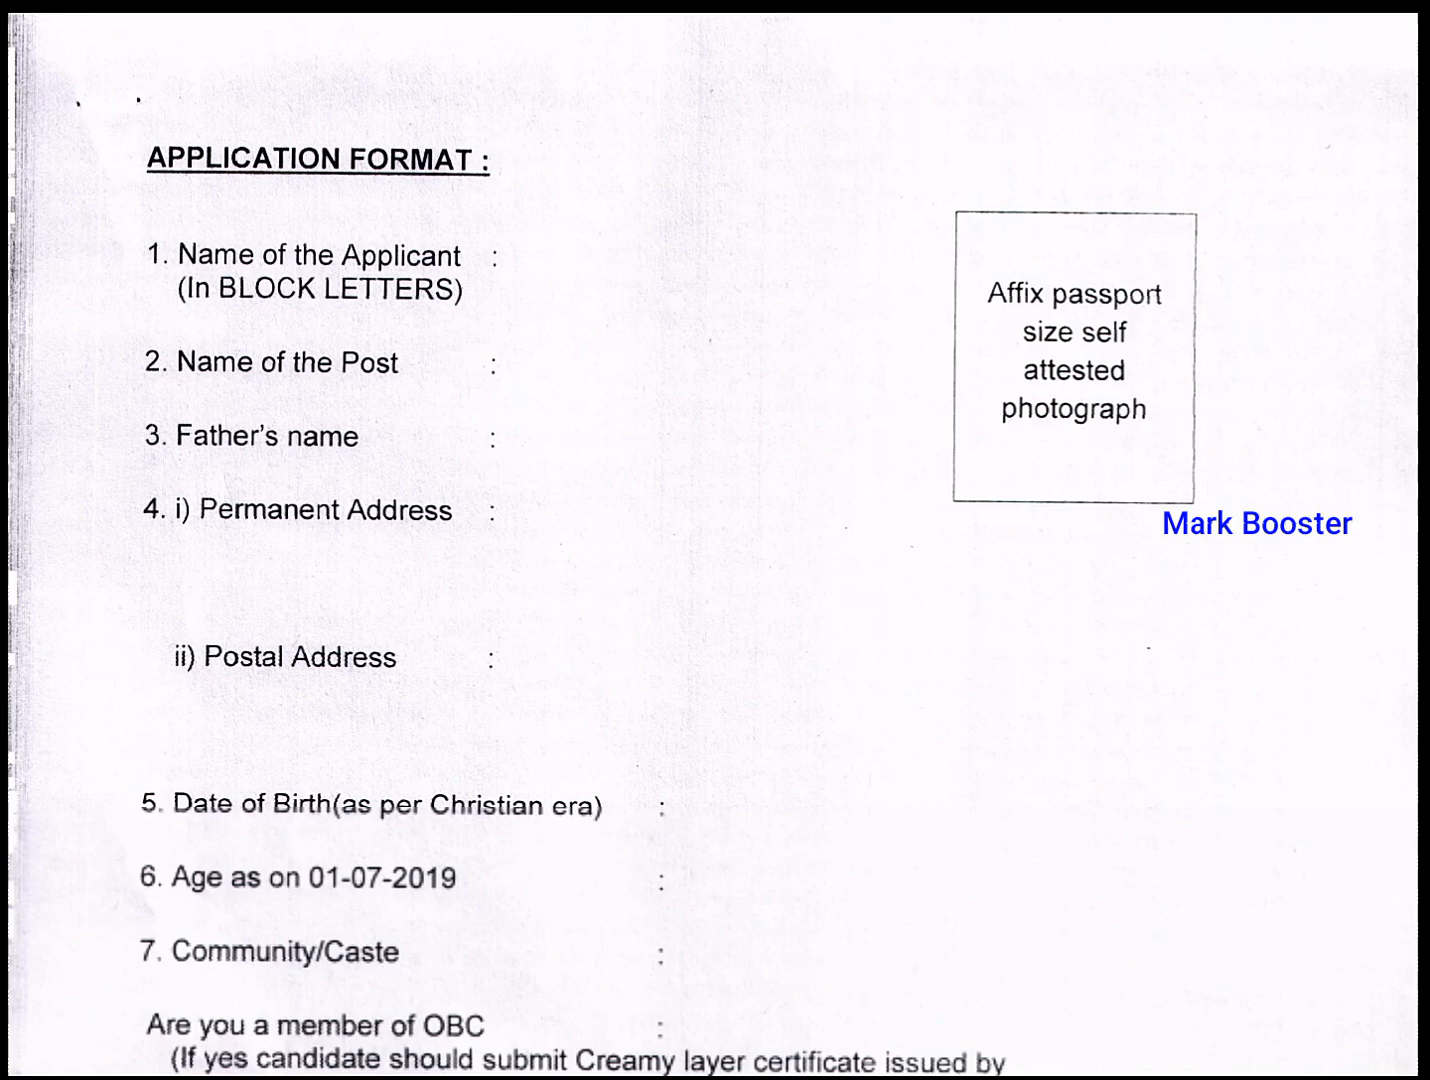 APPLICATION FORMAT :
1. Name of the Applicant :
(In BLOCK LETTERS)
2. Name of the Post :
3. Father's name :
4. i) Permanent Address :
ii) Postal Address :
5. Date of Birth(as per Christian era) :
6. Age as on 01-07-2019 :
7. Community/Caste :
Are you a member of OBC :
(If yes candidate should submit Creamy layer certificate issued by
Affix passport
size self
attested
photograph
Mark Booster